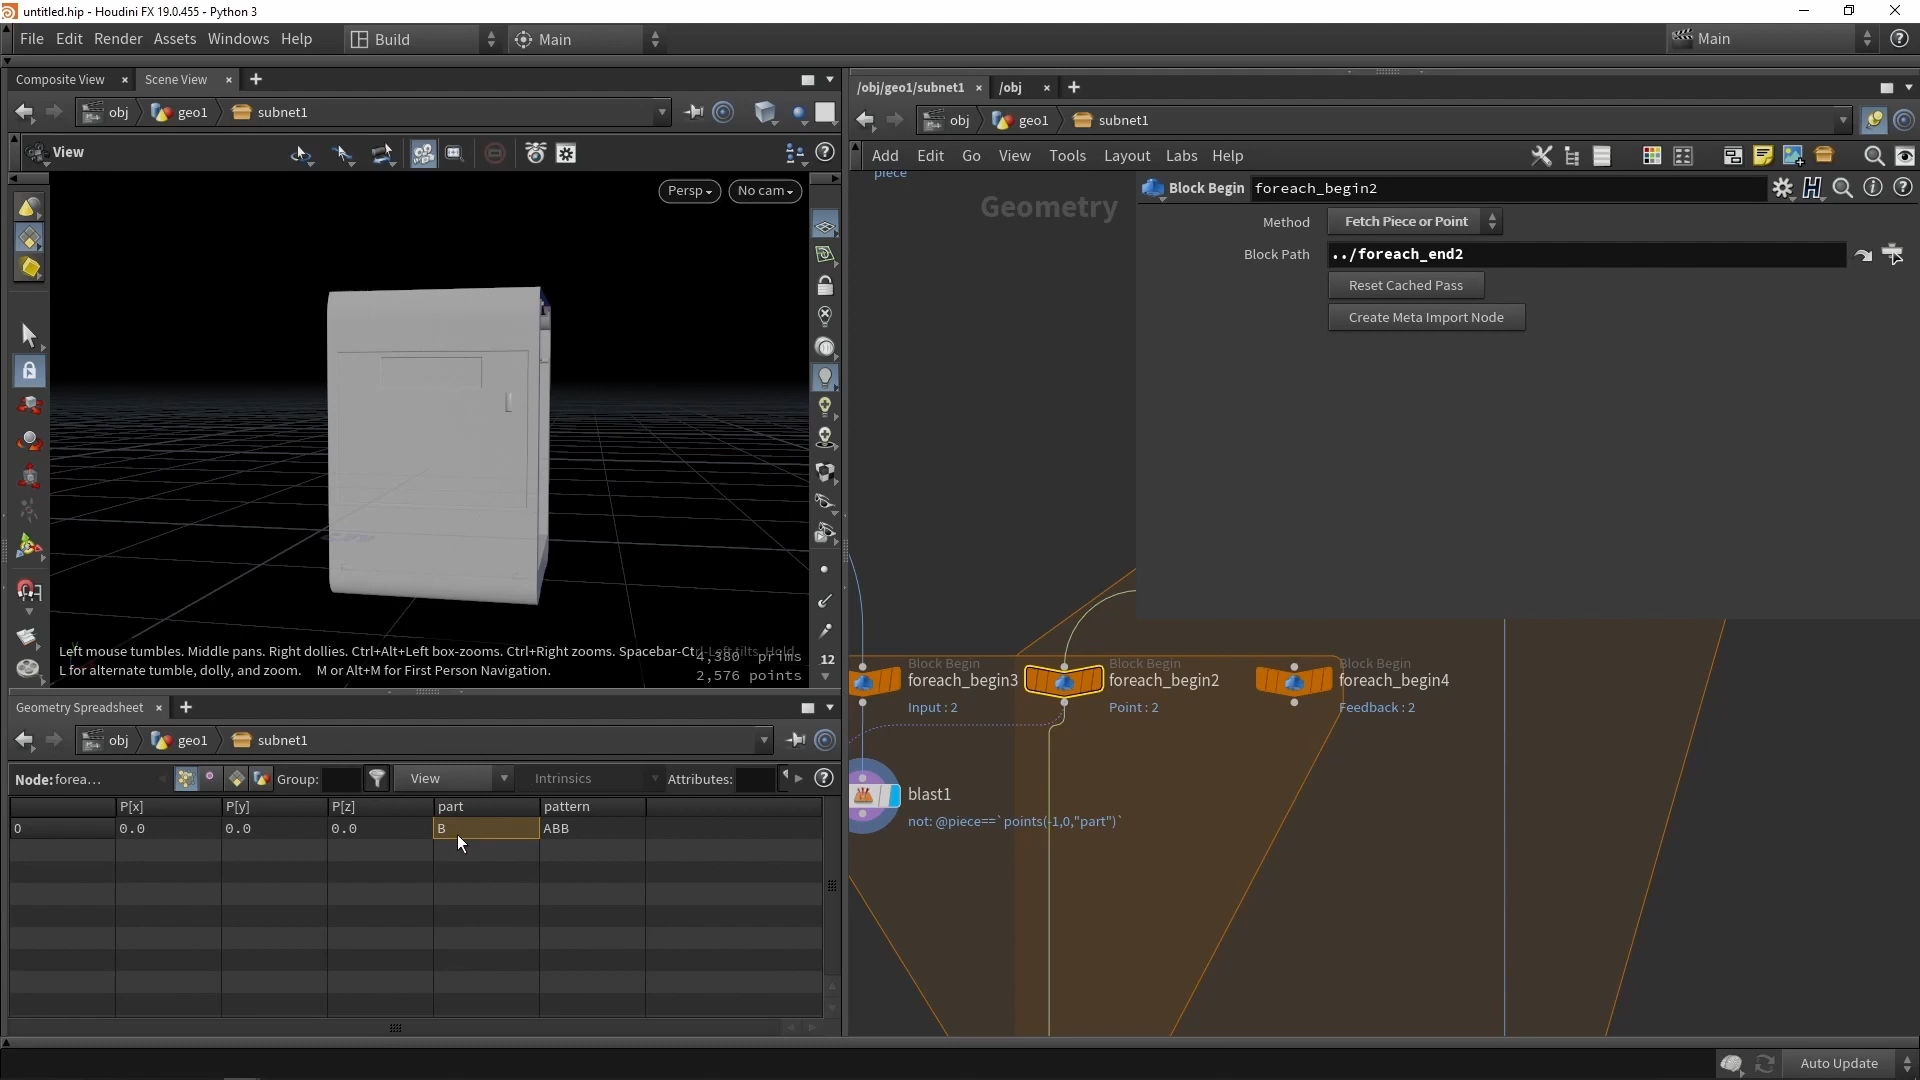 untitled.hip - Houdini FX 19.0.455 - Python 3
File Edit Render Assets Windows Help Build Main Main
Composite View × Scene View ×
obj geo1 subnet1
View
Persp No cam
Left mouse tumbles. Middle pans. Right dollies. Ctrl+Alt+Left box-zooms. Ctrl+Right zooms. Spacebar-Ctrl-Left tilts. Hold
L for alternate tumble, dolly, and zoom. M or Alt+M for First Person Navigation.
4,380 prims
2,576 points
12
Geometry Spreadsheet ×
obj geo1 subnet1
Node: forea... Group: View Intrinsics Attributes:
P[x] P[y] P[z] part pattern
0 0.0 0.0 0.0 B ABB
/obj/geo1/subnet1 × /obj ×
obj geo1 subnet1
Add Edit Go View Tools Layout Labs Help
piece
Geometry
Block Begin foreach_begin2
Method Fetch Piece or Point
Block Path ../foreach_end2
Reset Cached Pass
Create Meta Import Node
Block Begin
foreach_begin3
Input : 2
Block Begin
foreach_begin2
Point : 2
Block Begin
foreach_begin4
Feedback : 2
blast1
not: @piece==`points(-1,0,"part")`
Auto Update